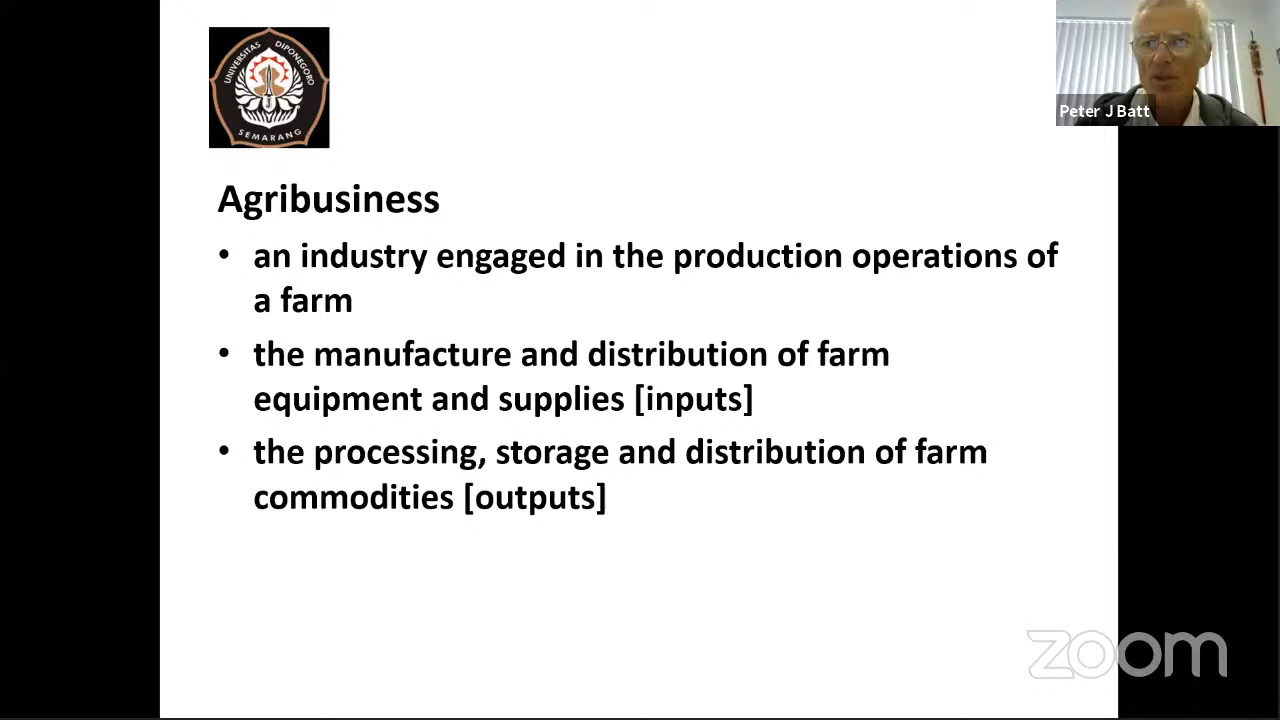 UNIVERSITAS DIPONEGORO
SEMARANG
Peter J Batt
Agribusiness
• an industry engaged in the production operations of
a farm
• the manufacture and distribution of farm
equipment and supplies [inputs]
• the processing, storage and distribution of farm
commodities [outputs]
zoom